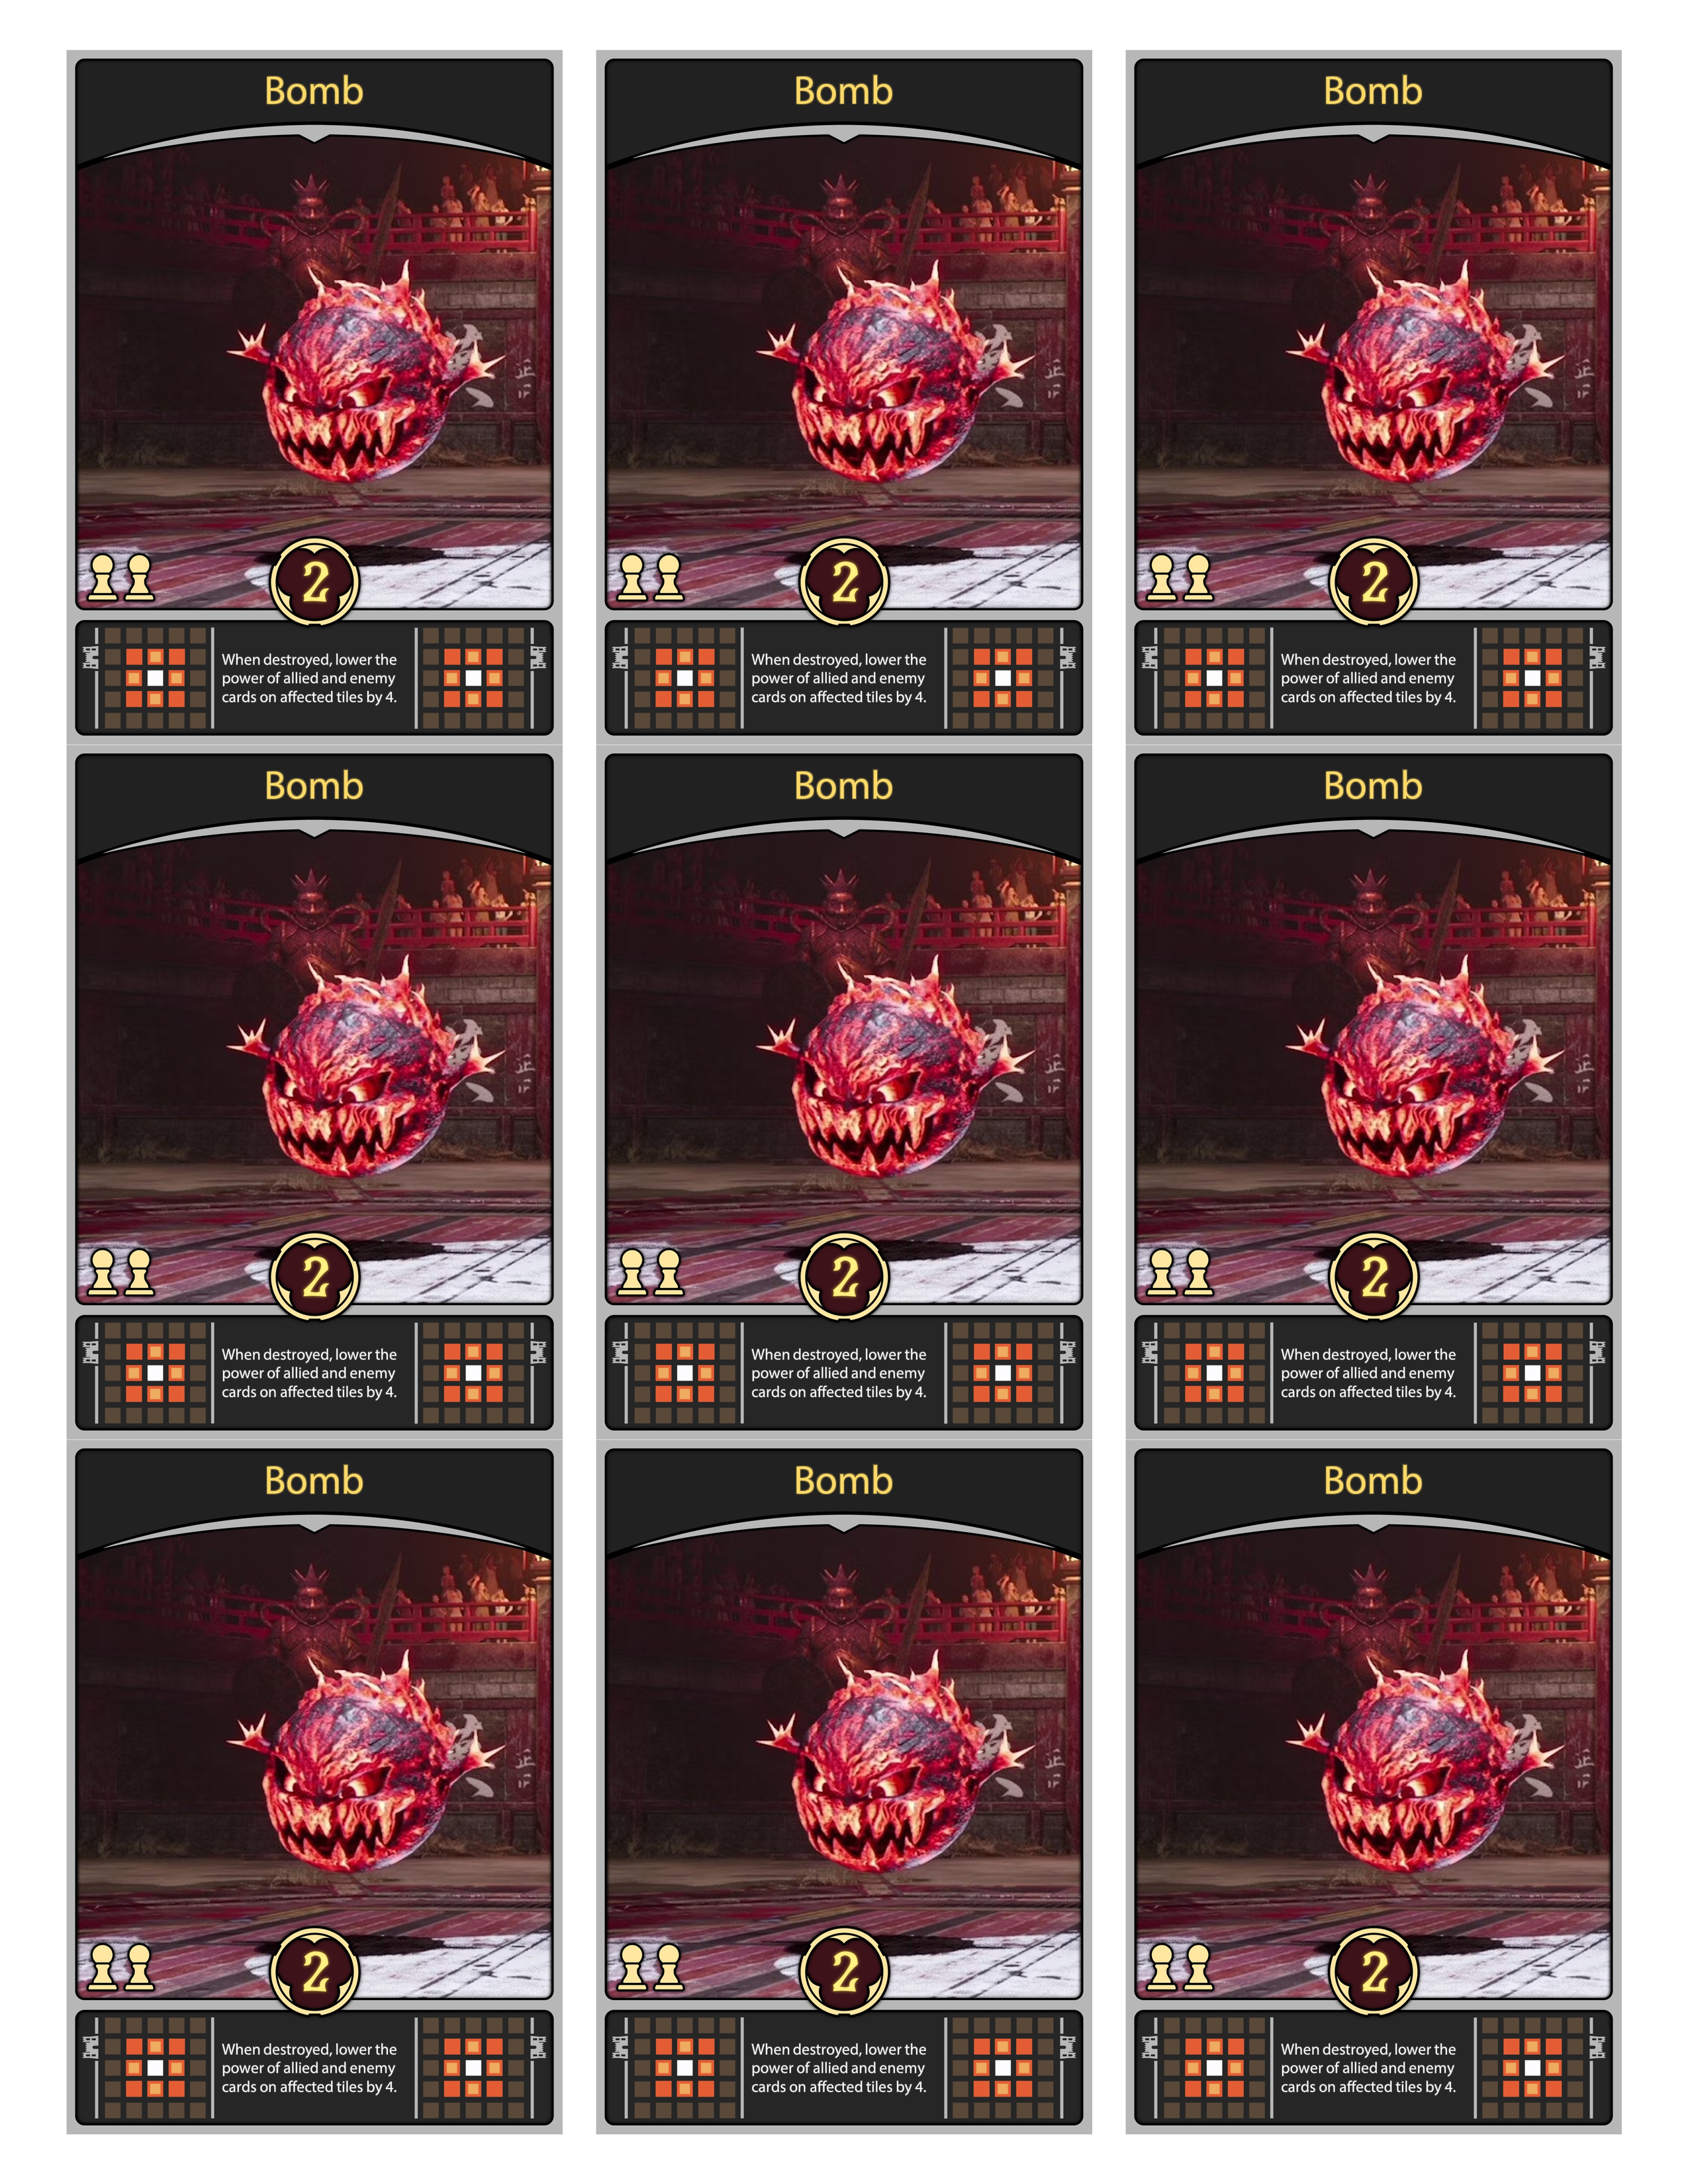 Bomb
Bomb
Bomb
2
2
2
When destroyed, lower the
power of allied and enemy
cards on affected tiles by 4.
When destroyed, lower the
power of allied and enemy
cards on affected tiles by 4.
When destroyed, lower the
power of allied and enemy
cards on affected tiles by 4.
Bomb
Bomb
Bomb
2
2
2
When destroyed, lower the
power of allied and enemy
cards on affected tiles by 4.
When destroyed, lower the
power of allied and enemy
cards on affected tiles by 4.
When destroyed, lower the
power of allied and enemy
cards on affected tiles by 4.
Bomb
Bomb
Bomb
2
2
2
When destroyed, lower the
power of allied and enemy
cards on affected tiles by 4.
When destroyed, lower the
power of allied and enemy
cards on affected tiles by 4.
When destroyed, lower the
power of allied and enemy
cards on affected tiles by 4.